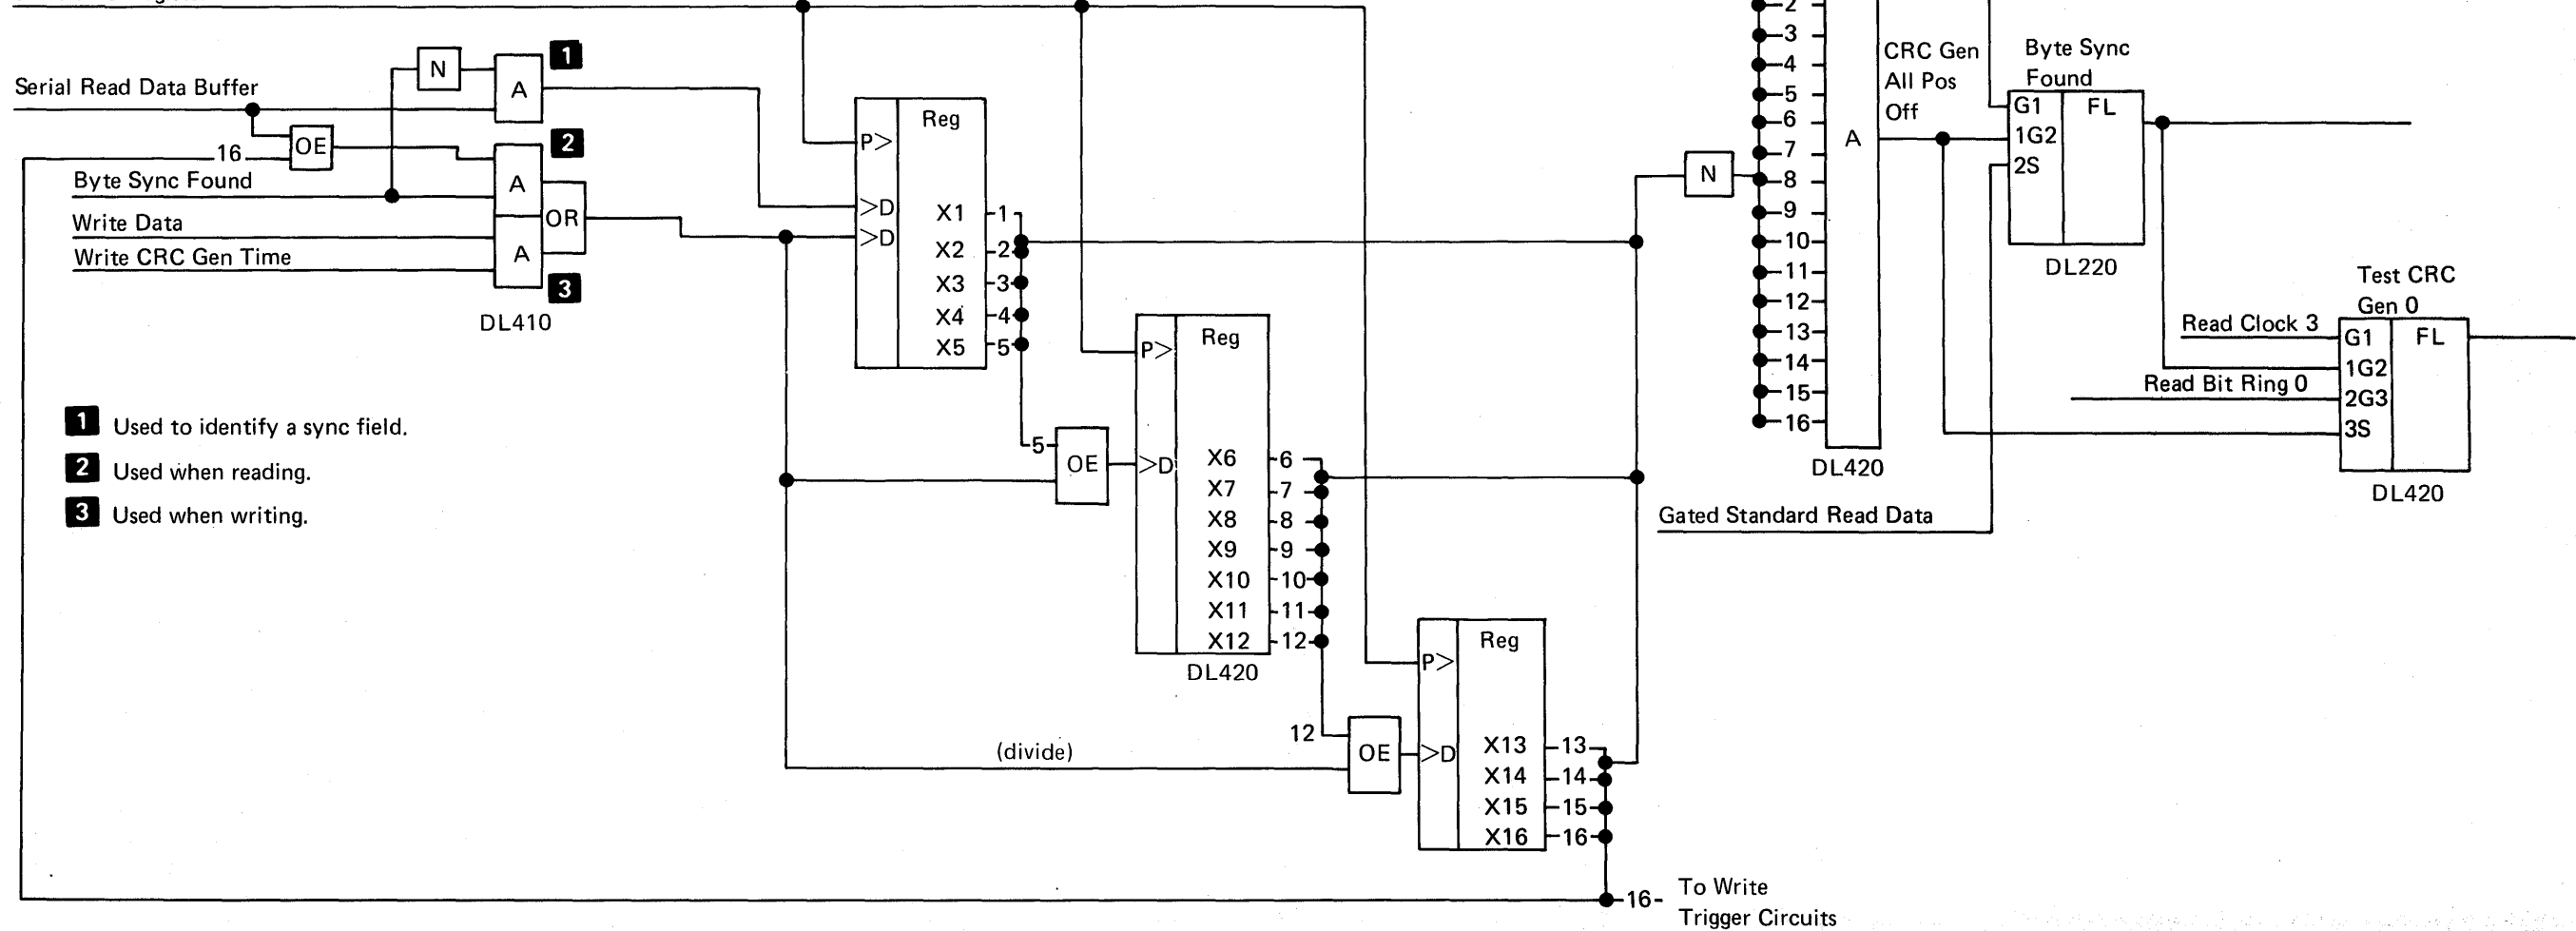 N
A
1
Serial Read Data Buffer
OE
16
2
A
Byte Sync Found
OR
Write Data
A
Write CRC Gen Time
3
DL410
1 Used to identify a sync field.
2 Used when reading.
3 Used when writing.
Reg
P>
>D
>D
X1 1
X2 2
X3 3
X4 4
X5 5
5
OE
Reg
P>
>D
X6 6
X7 7
X8 8
X9 9
X10 10
X11 11
X12 12
DL420
12
(divide)
OE
Reg
P>
>D
X13 13
X14 14
X15 15
X16 16
16
To Write
Trigger Circuits
N
2
3
4
5
6
7
8
9
10
11
12
13
14
15
16
A
DL420
CRC Gen
All Pos
Off
Byte Sync
Found
G1 FL
1G2
2S
DL220
Gated Standard Read Data
Test CRC
Gen 0
Read Clock 3
G1 FL
1G2
Read Bit Ring 0
2G3
3S
DL420